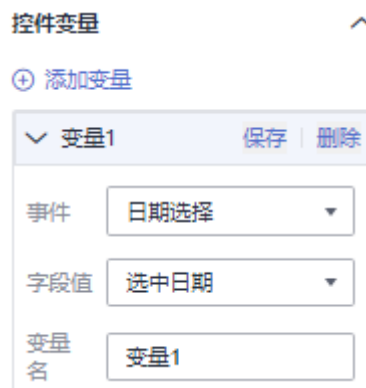 控件变量
添加变量
变量1 保存 删除
事件 日期选择
字段值 选中日期
变量
名 变量1